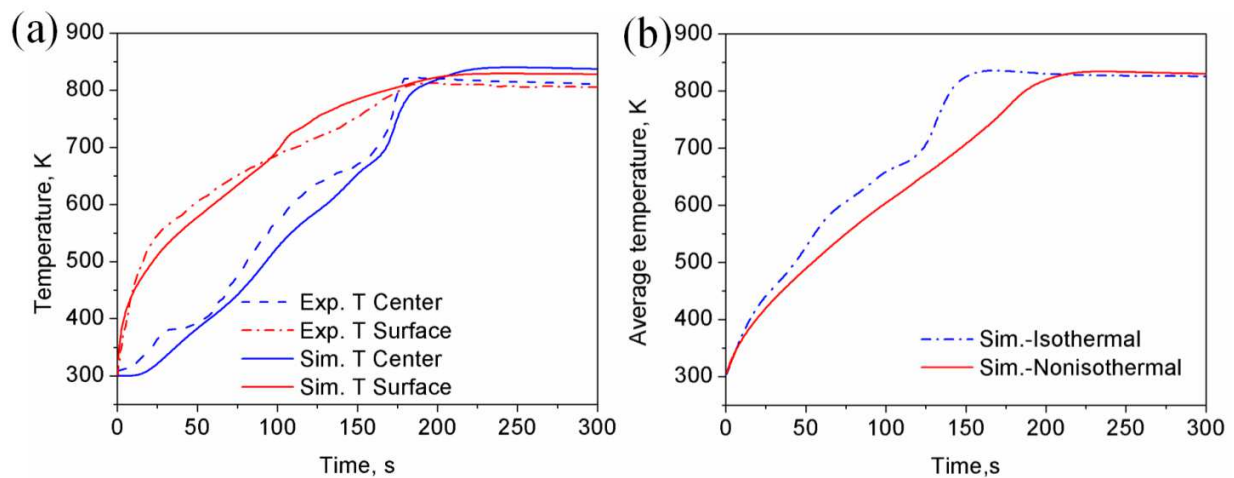 (a)
Temperature, K
900
800
700
600
500
400
300
0 50 100 150 200 250 300
Time, s
Exp. T Center
Exp. T Surface
Sim. T Center
Sim. T Surface
(b)
Average temperature, K
900
800
700
600
500
400
300
0 50 100 150 200 250 300
Time,s
Sim.-Isothermal
Sim.-Nonisothermal